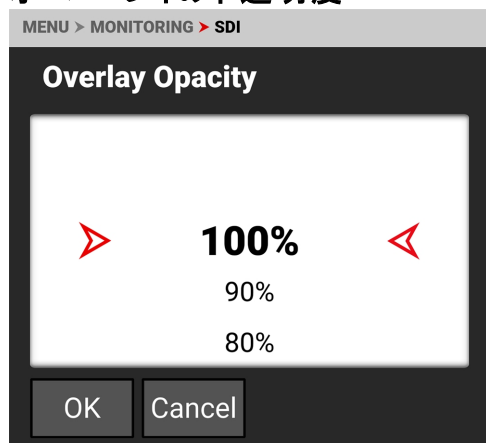 MENU > MONITORING > SDI
Overlay Opacity
100%
90%
80%
OK Cancel